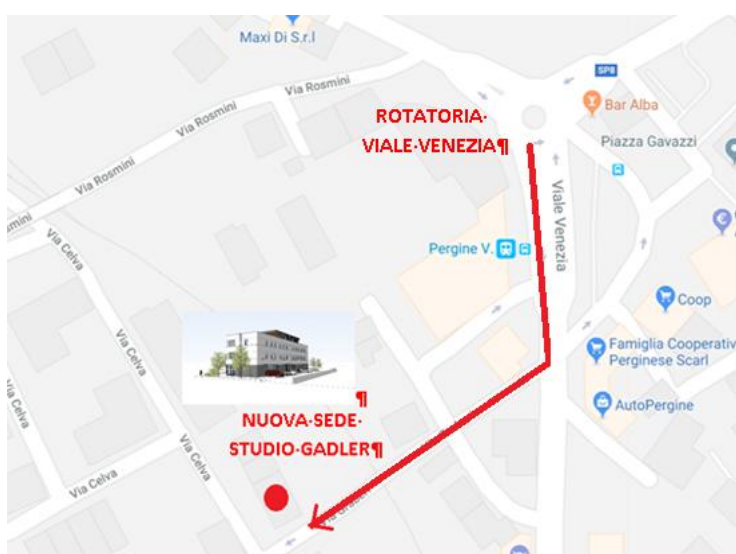 Maxi Di S.r.l
SP8
Via Rosmini
Via Rosmini
Via Rosmini
ROTATORIA·
VIALE·VENEZIA¶
Bar Alba
Piazza Gavazzi
Viale Venezia
Via Celva
Pergine V.
Coop
Famiglia Cooperativ
Perginese Scarl
AutoPergine
Via Celva
Via Celva
¶
NUOVA·SEDE·
STUDIO·GADLER¶
Via Celva
Via Celva